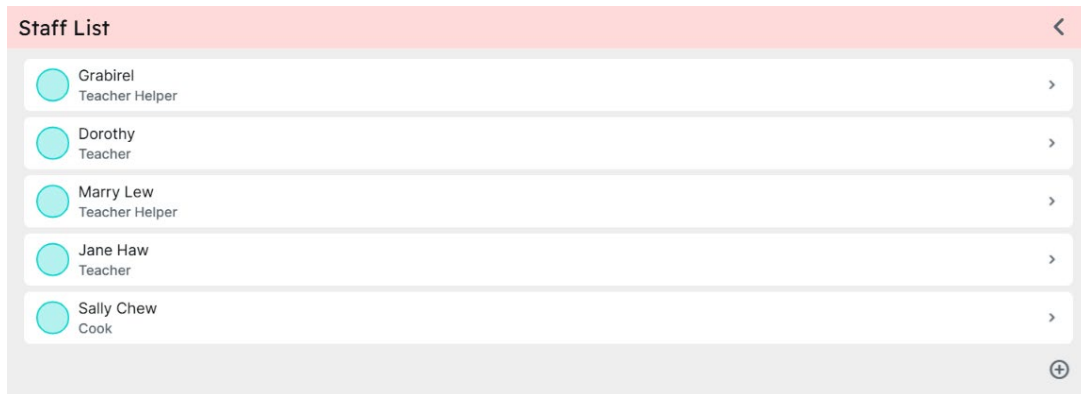 Staff List
Grabirel
Teacher Helper
Dorothy
Teacher
Marry Lew
Teacher Helper
Jane Haw
Teacher
Sally Chew
Cook